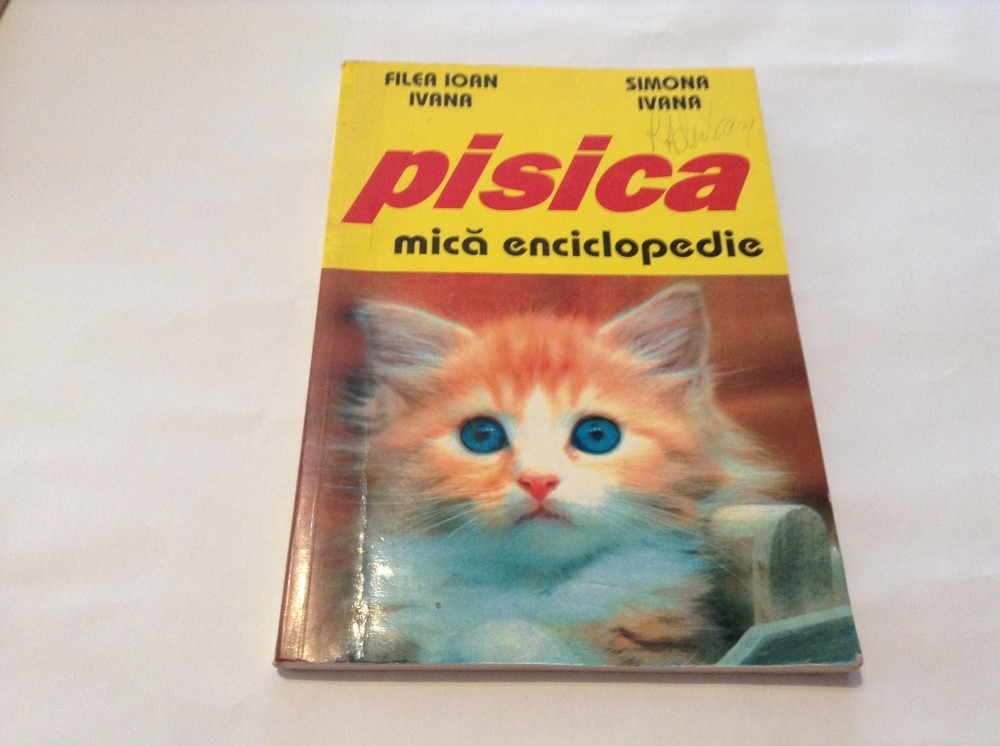 FILEA IOAN
IVANA
SIMONA
IVANA
pisica
mică enciclopedie